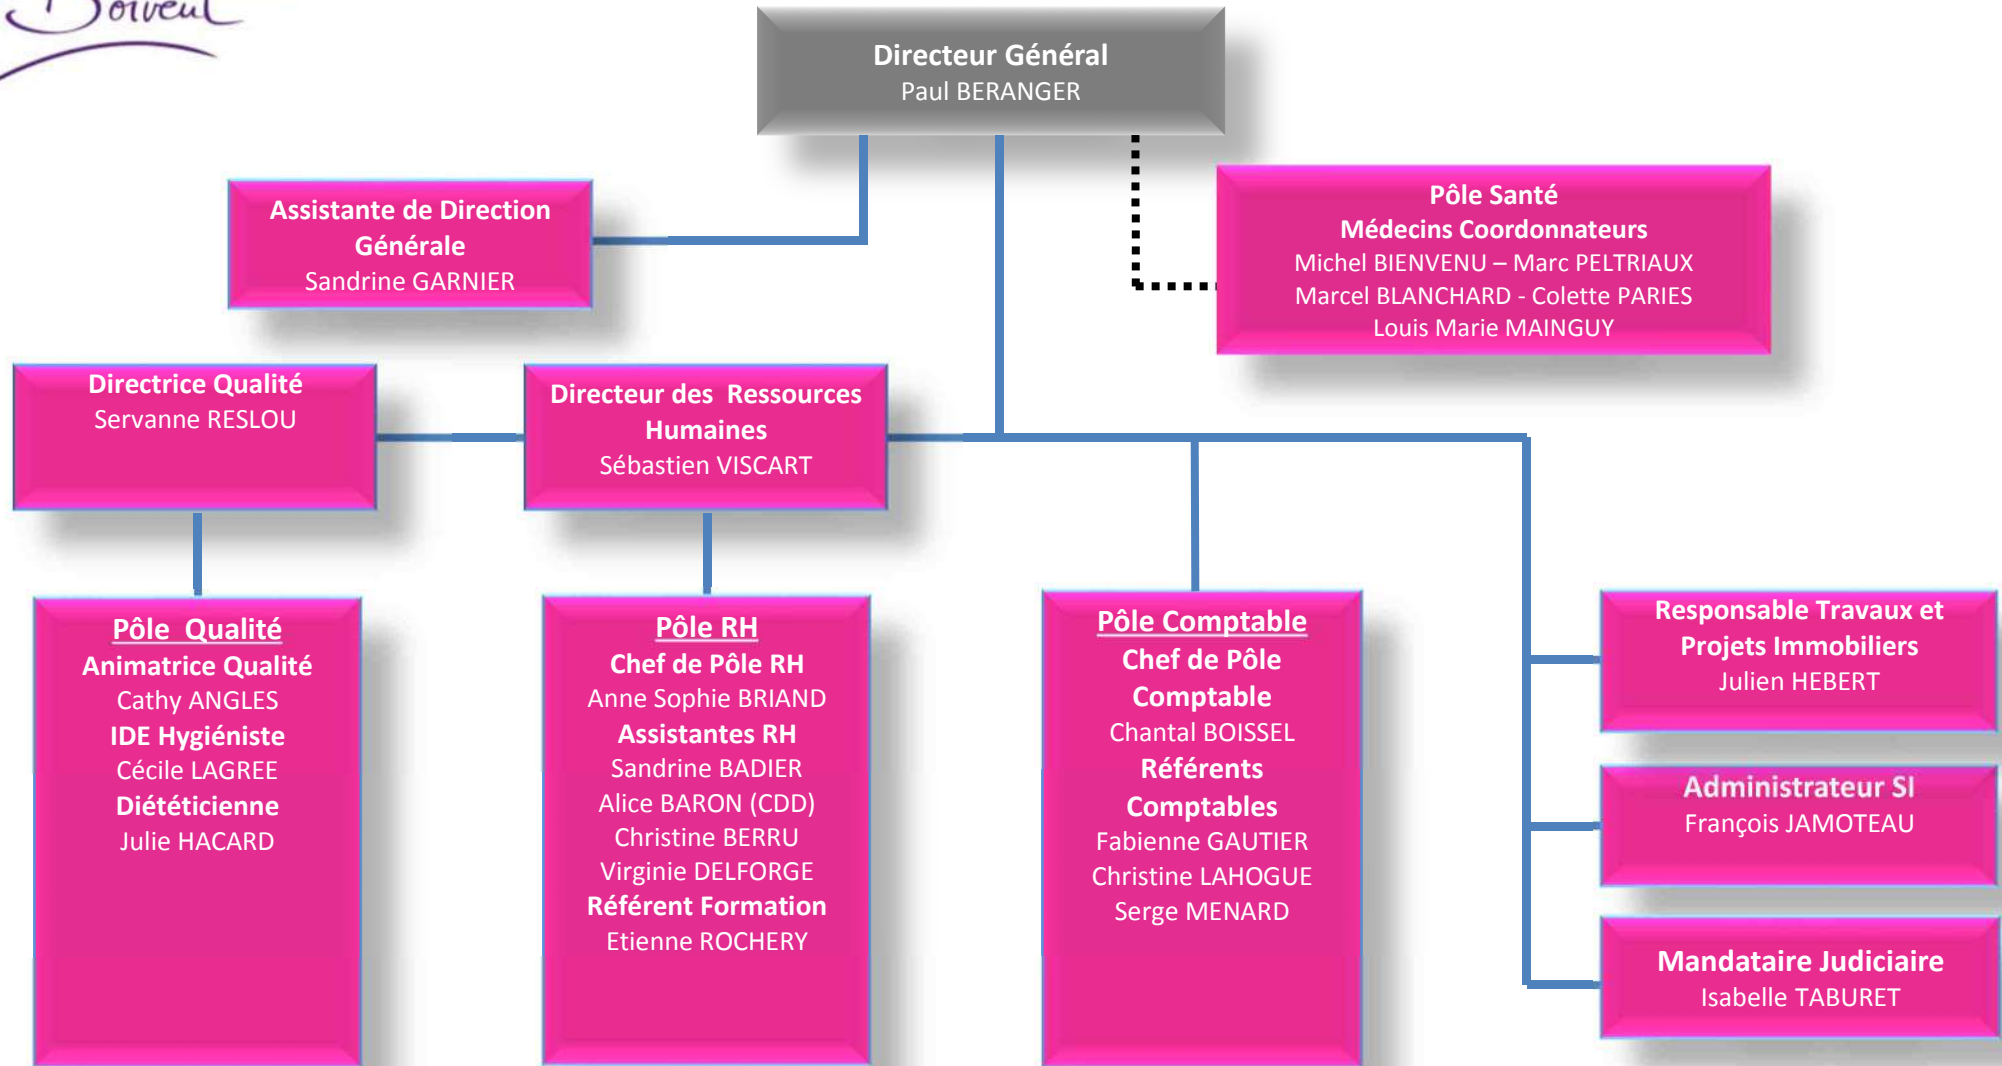 Boiveul
Directeur Général
Paul BERANGER
Assistante de Direction
Générale
Sandrine GARNIER
Pôle Santé
Médecins Coordonnateurs
Michel BIENVENU – Marc PELTRIAUX
Marcel BLANCHARD - Colette PARIES
Louis Marie MAINGUY
Directrice Qualité
Servanne RESLOU
Directeur des Ressources
Humaines
Sébastien VISCART
Pôle Qualité
Animatrice Qualité
Cathy ANGLES
IDE Hygiéniste
Cécile LAGREE
Diététicienne
Julie HACARD
Pôle RH
Chef de Pôle RH
Anne Sophie BRIAND
Assistantes RH
Sandrine BADIER
Alice BARON (CDD)
Christine BERRU
Virginie DELFORGE
Référent Formation
Etienne ROCHERY
Pôle Comptable
Chef de Pôle
Comptable
Chantal BOISSEL
Référents
Comptables
Fabienne GAUTIER
Christine LAHOGUE
Serge MENARD
Responsable Travaux et
Projets Immobiliers
Julien HEBERT
Administrateur SI
François JAMOTEAU
Mandataire Judiciaire
Isabelle TABURET